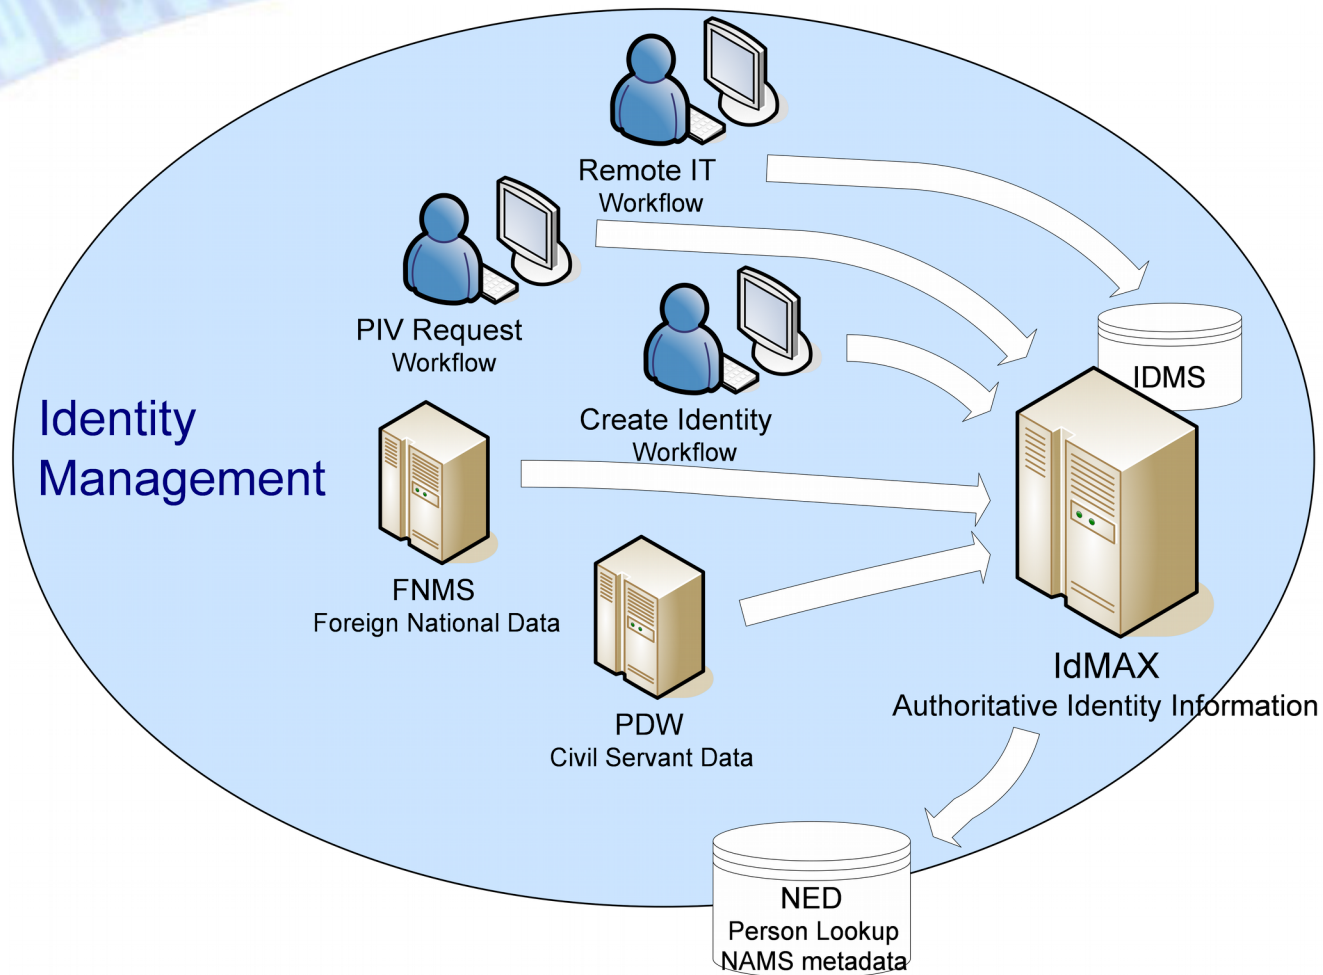 Remote IT
Workflow
PIV Request
Workflow
IDMS
Identity
Management
Create Identity
Workflow
FNMS
Foreign National Data
IdMAX
Authoritative Identity Information
PDW
Civil Servant Data
NED
Person Lookup
NAMS metadata